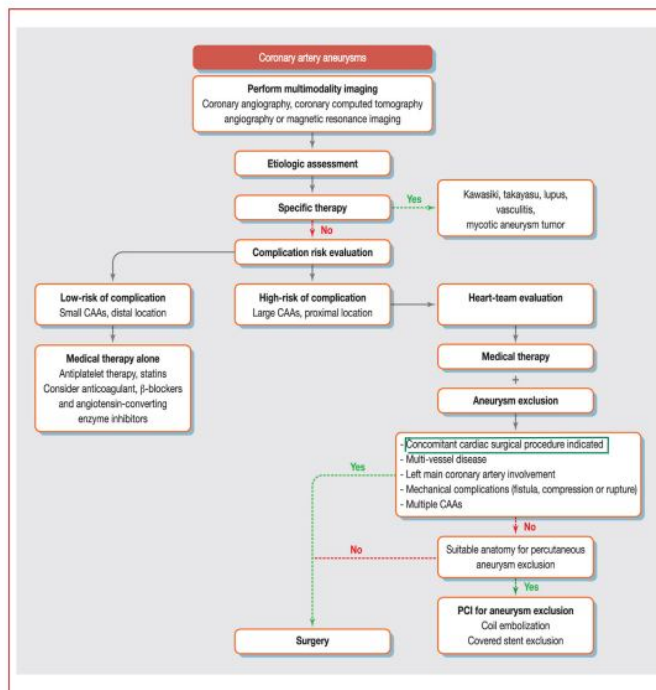 Coronary artery aneurysms
Perform multimodality imaging
Coronary angiography, coronary computed tomography
angiography or magnetic resonance imaging
Etiologic assessment
Specific therapy
Yes
Kawasiki, takayasu, lupus,
vasculitis,
mycotic aneurysm tumor
No
Complication risk evaluation
Low-risk of complication
Small CAAs, distal location
High-risk of complication
Large CAAs, proximal location
Heart-team evaluation
Medical therapy alone
Antiplatelet therapy, statins
Consider anticoagulant, β-blockers
and angiotensin-converting
enzyme inhibitors
Medical therapy
+
Aneurysm exclusion
- Concomitant cardiac surgical procedure indicated
- Multi-vessel disease
- Left main coronary artery involvement
- Mechanical complications (fistula, compression or rupture)
- Multiple CAAs
Yes
No
No
Suitable anatomy for percutaneous
aneurysm exclusion
Yes
Surgery
PCI for aneurysm exclusion
Coil embolization
Covered stent exclusion